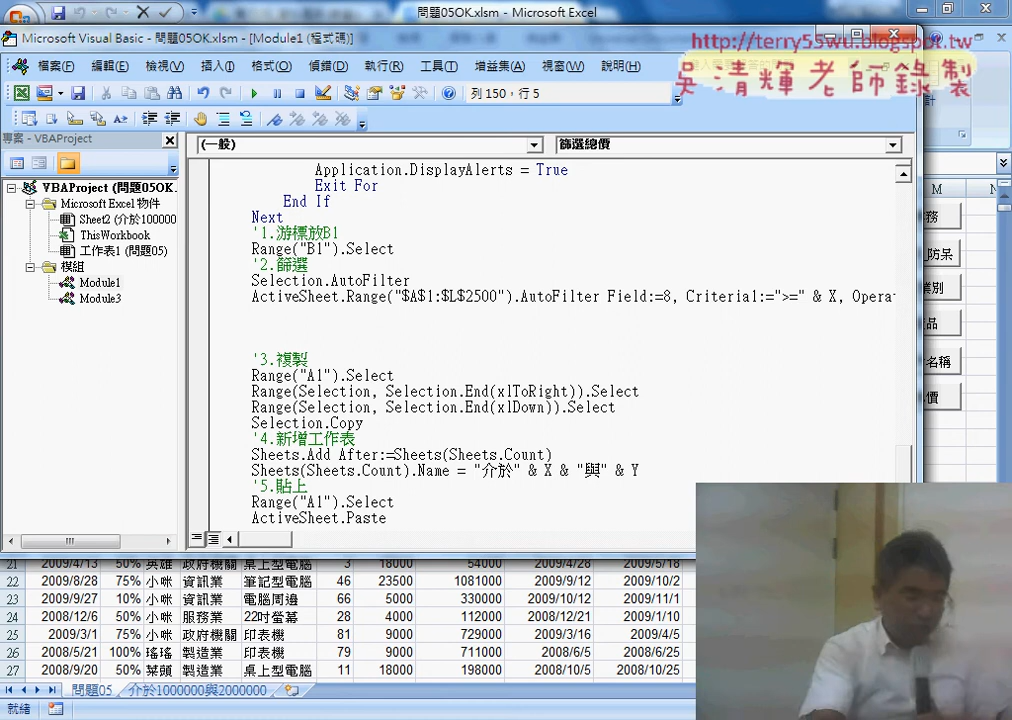 問題05OK.xlsm - Microsoft Excel
Microsoft Visual Basic - 問題05OK.xlsm - [Module1 (程式碼)]
http://terry55wu.blogspot.tw
吳清輝老師錄製
檔案(F) 編輯(E) 檢視(V) 插入(I) 格式(O) 偵錯(D) 執行(R) 工具(T) 增益集(A) 視窗(W) 說明(H)
列 150，行 5
專案 - VBAProject
(一般) 篩選總價
VBAProject (問題05OK.
Microsoft Excel 物件
Sheet2 (介於100000
ThisWorkbook
工作表1 (問題05)
模組
Module1
Module3
Application.DisplayAlerts = True
Exit For
End If
Next
'1.游標放B1
Range("B1").Select
'2.篩選
Selection.AutoFilter
ActiveSheet.Range("$A$1:$L$2500").AutoFilter Field:=8, Criteria1:=">=" & X, Opera
'3.複製
Range("A1").Select
Range(Selection, Selection.End(xlToRight)).Select
Range(Selection, Selection.End(xlDown)).Select
Selection.Copy
'4.新增工作表
Sheets.Add After:=Sheets(Sheets.Count)
Sheets(Sheets.Count).Name = "介於" & X & "與" & Y
'5.貼上
Range("A1").Select
ActiveSheet.Paste
M N
務
防呆
業別
品
名稱
價
21 2009/4/13 50% 英雄 政府機關 桌上型電腦 3 18000 54000 2009/4/28 2009/5/18
22 2009/8/28 75% 小咪 資訊業 筆記型電腦 46 23500 1081000 2009/9/12 2009/10/2
23 2009/9/27 10% 小咪 資訊業 電腦周邊 66 5000 330000 2009/10/12 2009/11/1
24 2008/12/6 50% 小咪 服務業 22吋螢幕 28 4000 112000 2008/12/21 2009/1/10
25 2009/3/1 75% 小咪 政府機關 印表機 81 9000 729000 2009/3/16 2009/4/5
26 2008/5/21 100% 瑤瑤 製造業 印表機 79 9000 711000 2008/6/5 2008/6/25
27 2008/9/20 50% 菜頭 製造業 桌上型電腦 11 18000 198000 2008/10/5 2008/10/25
問題05 介於1000000與2000000
就緒